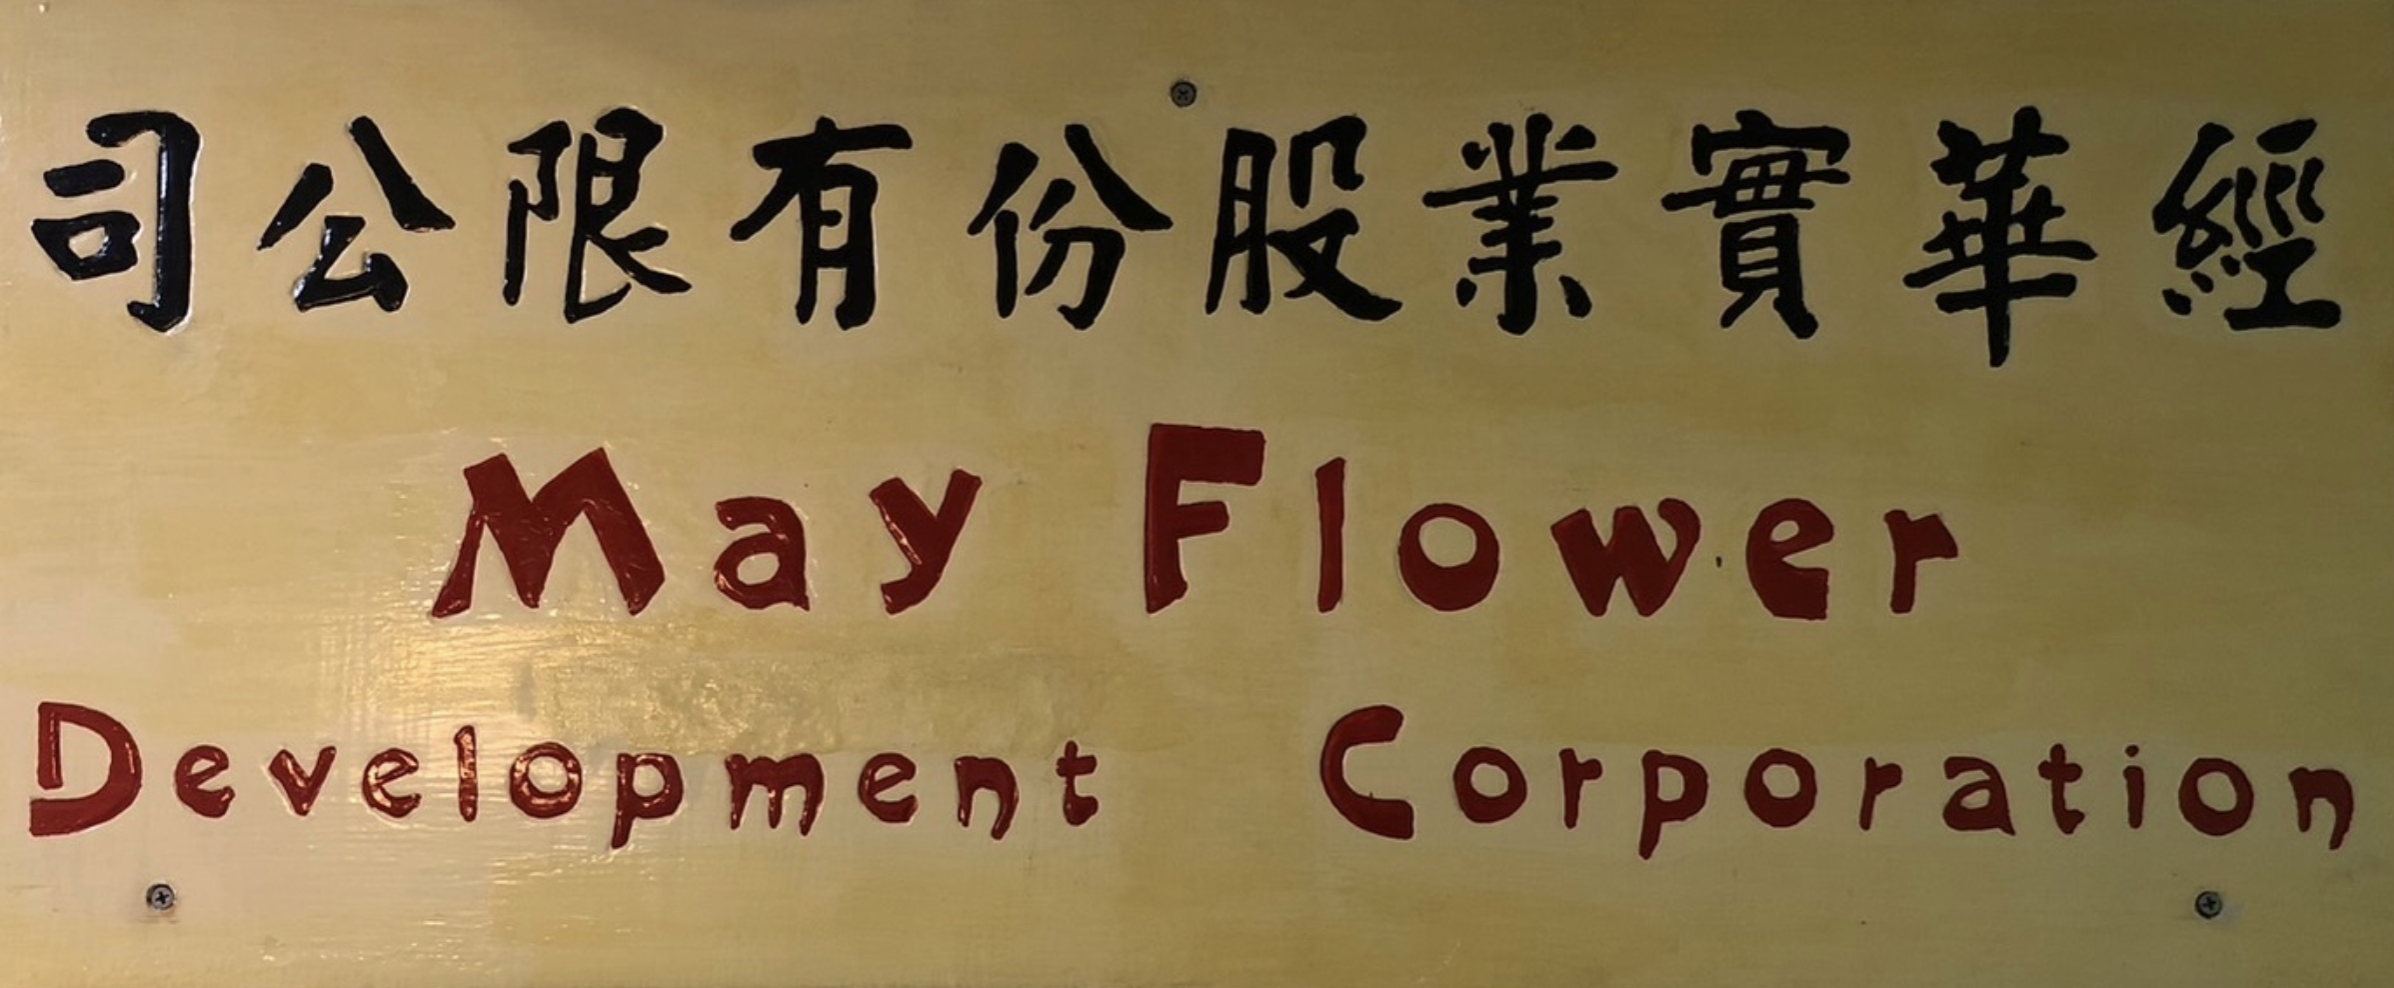 經華實業股份有限公司
May Flower
Development Corporation